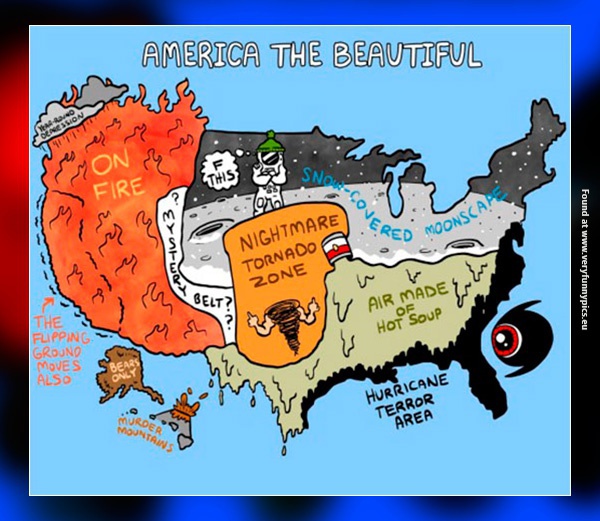 AMERICA THE BEAUTIFUL
YEAR-ROUND
DEPRESSION
ON
FIRE
F
THIS
SNOW-COVERED MOONSCAPE
? MYSTERY BELT? ? ?
NIGHTMARE
TORNADO
ZONE
AIR MADE
OF
HOT SOUP
THE
FLIPPING
GROUND
MOVES
ALSO
BEARS
ONLY
MURDER
MOUNTAINS
HURRICANE
TERROR
AREA
Found at www.veryfunnypics.eu